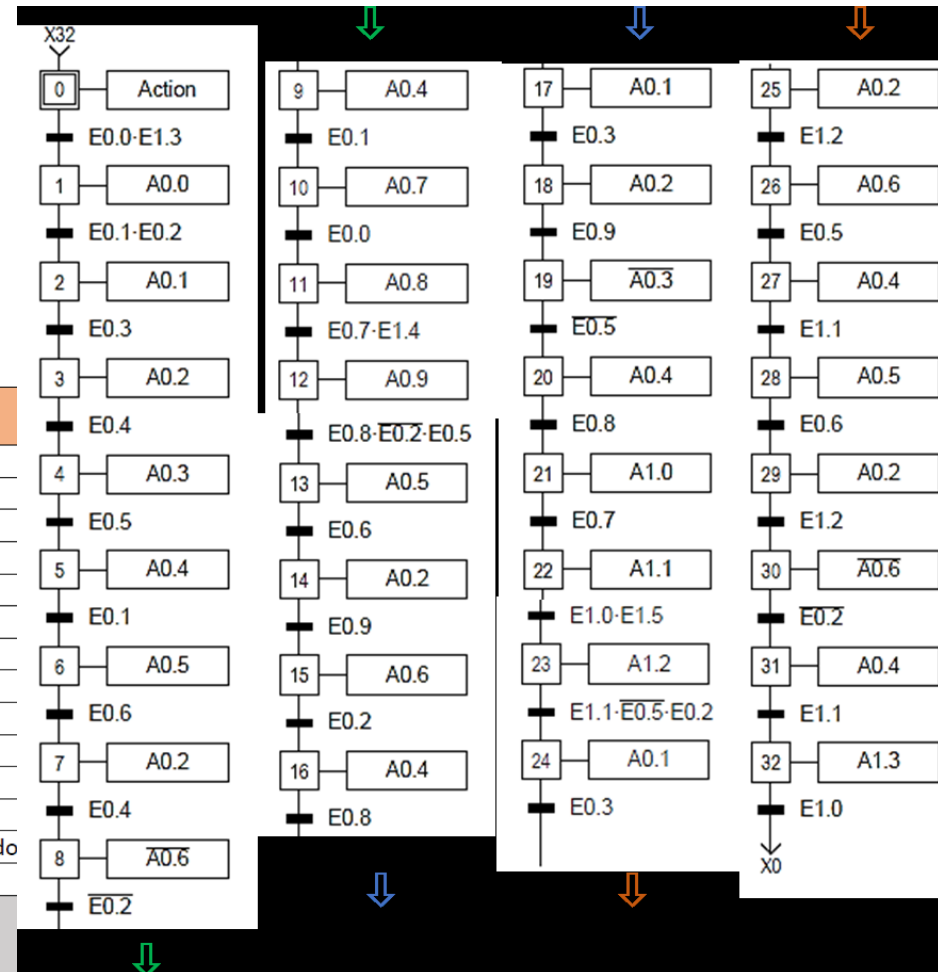 X32
0 Action
E0.0·E1.3
1 A0.0
E0.1·E0.2
2 A0.1
E0.3
3 A0.2
E0.4
4 A0.3
E0.5
5 A0.4
E0.1
6 A0.5
E0.6
7 A0.2
E0.4
8 A̅0̅.̅6̅
E̅0̅.̅2̅
9 A0.4
E0.1
10 A0.7
E0.0
11 A0.8
E0.7·E1.4
12 A0.9
E0.8·E̅0̅.̅2̅·E0.5
13 A0.5
E0.6
14 A0.2
E0.9
15 A0.6
E0.2
16 A0.4
E0.8
17 A0.1
E0.3
18 A0.2
E0.9
19 A̅0̅.̅3̅
E̅0̅.̅5̅
20 A0.4
E0.8
21 A1.0
E0.7
22 A1.1
E1.0·E1.5
23 A1.2
E1.1·E̅0̅.̅5̅·E0.2
24 A0.1
E0.3
25 A0.2
E1.2
26 A0.6
E0.5
27 A0.4
E1.1
28 A0.5
E0.6
29 A0.2
E1.2
30 A̅0̅.̅6̅
E̅0̅.̅2̅
31 A0.4
E1.1
32 A1.3
E1.0
X0